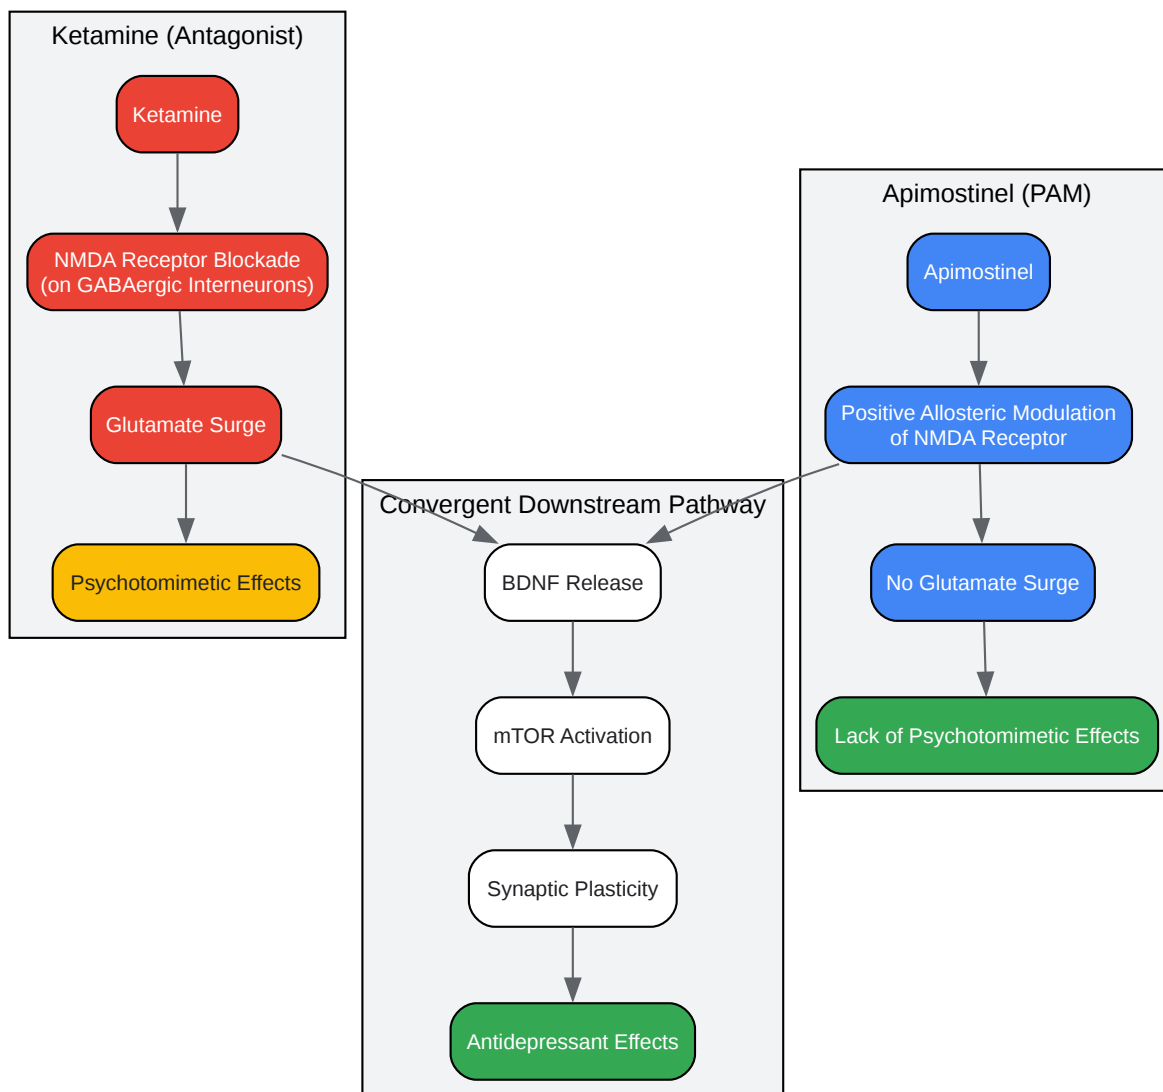 Ketamine (Antagonist)
Ketamine
NMDA Receptor Blockade
(on GABAergic Interneurons)
Glutamate Surge
Psychotomimetic Effects
Apimostinel (PAM)
Apimostinel
Positive Allosteric Modulation
of NMDA Receptor
No Glutamate Surge
Lack of Psychotomimetic Effects
Convergent Downstream Pathway
BDNF Release
mTOR Activation
Synaptic Plasticity
Antidepressant Effects